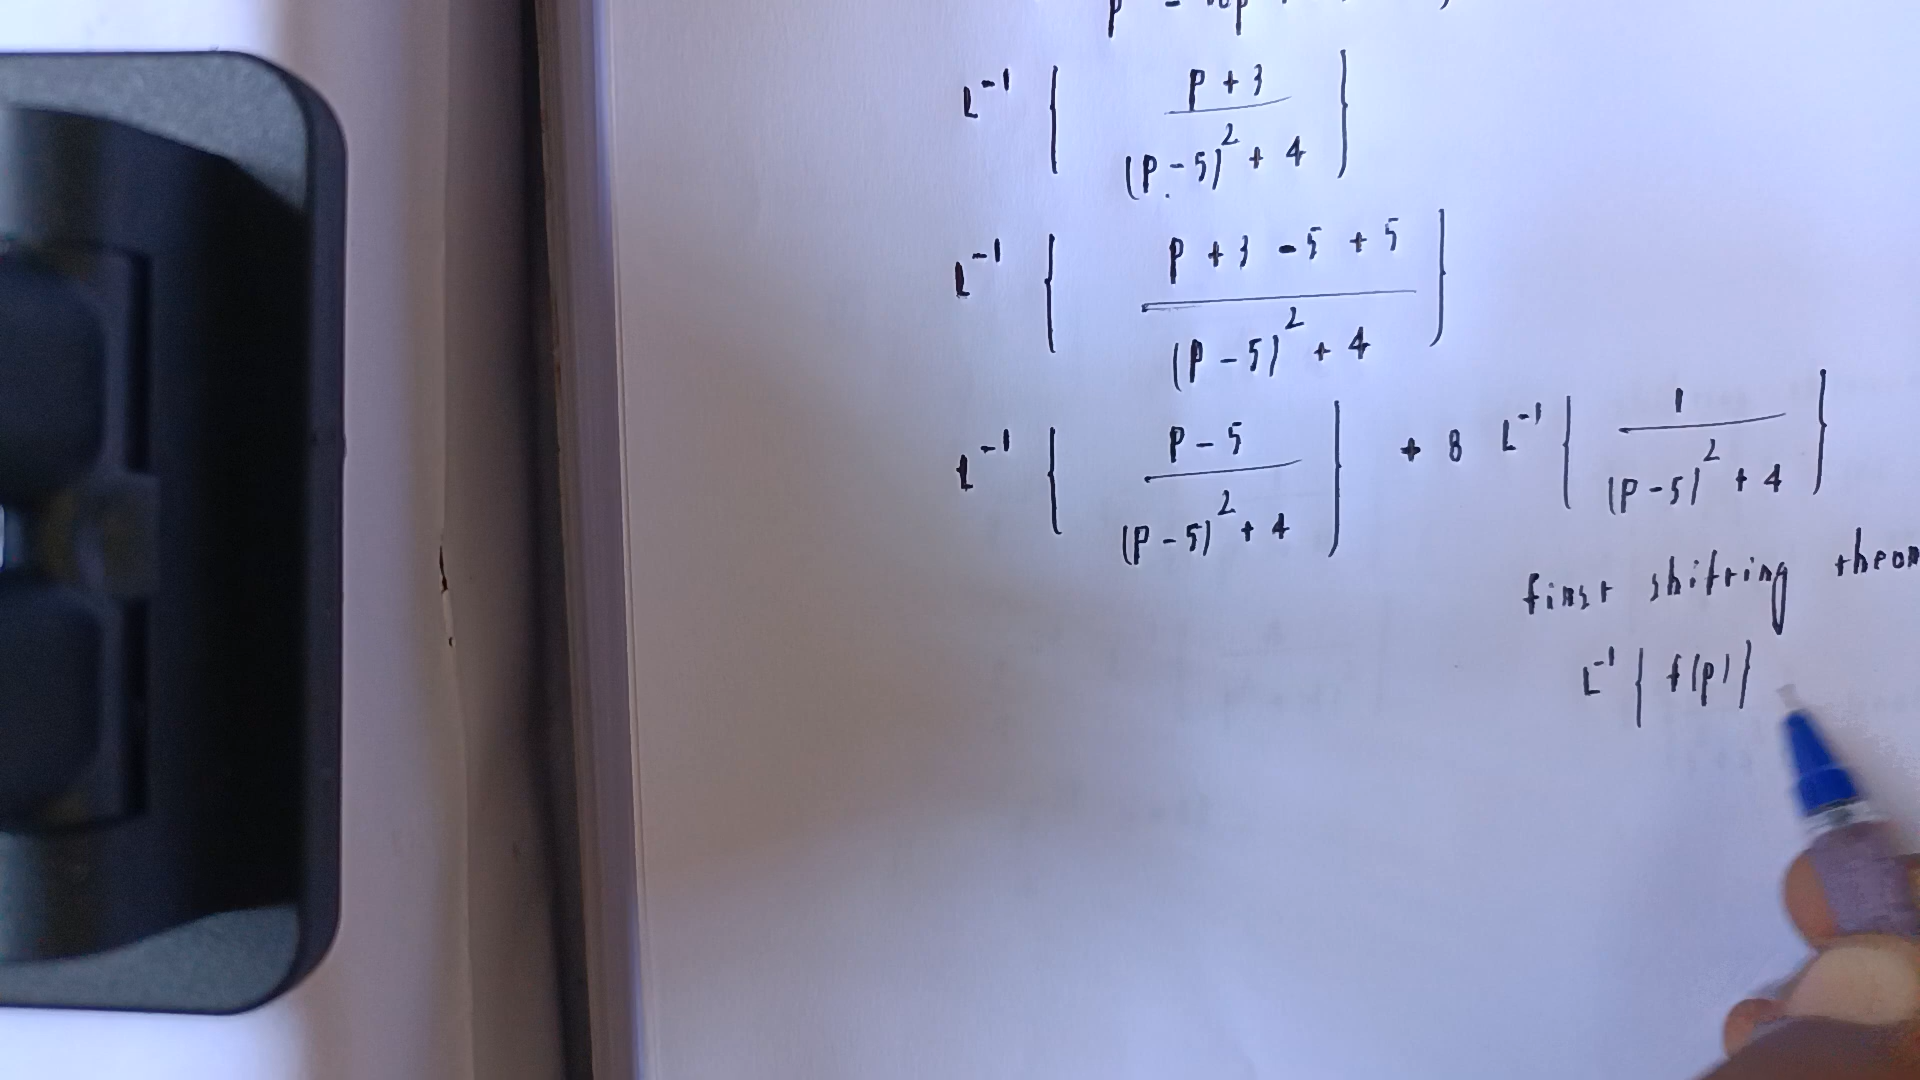 L⁻¹ { (p + 3) / ((p - 5)² + 4) }
L⁻¹ { (p + 3 - 5 + 5) / ((p - 5)² + 4) }
L⁻¹ { (p - 5) / ((p - 5)² + 4) } + 8 L⁻¹ { 1 / ((p - 5)² + 4) }
first shifting
L⁻¹ { f(p) }